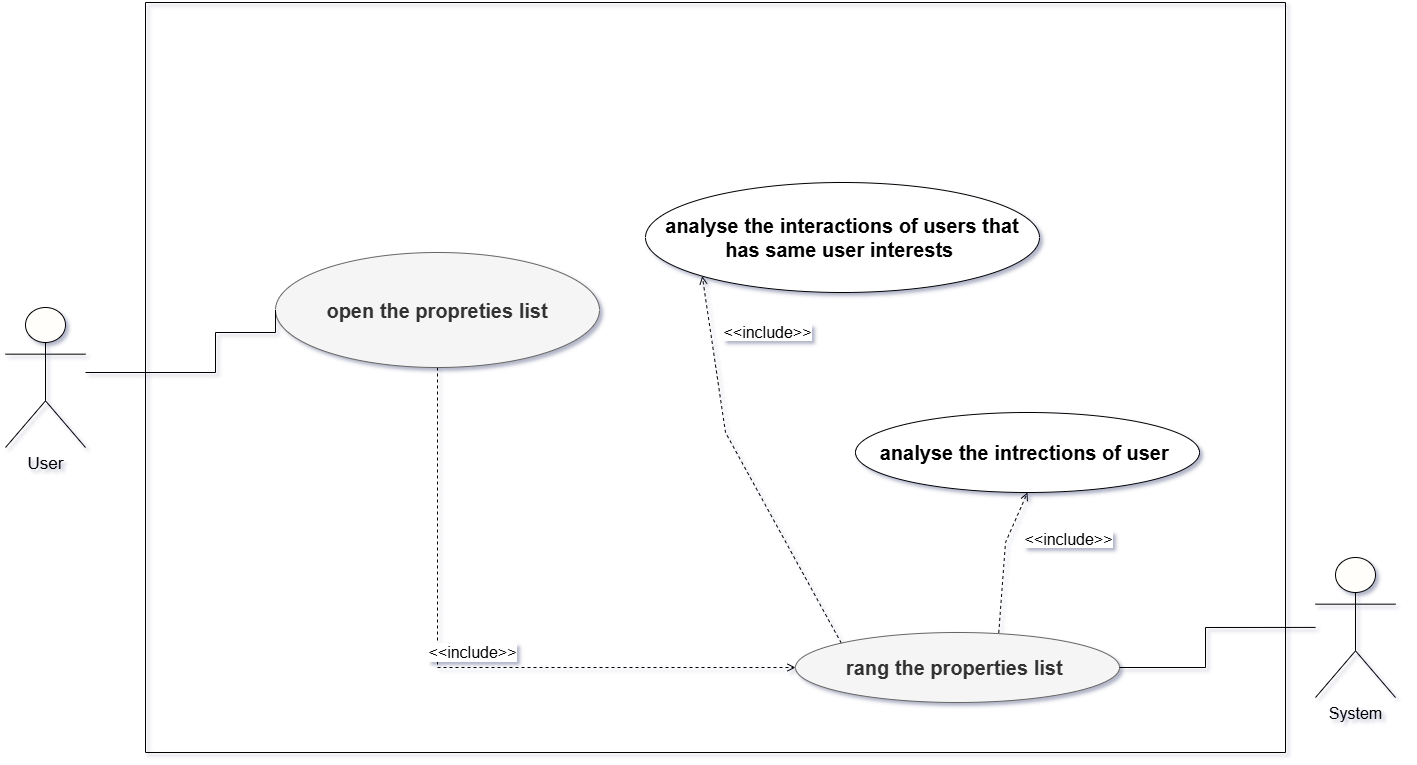 analyse the interactions of users that
has same user interests
open the propreties list
<<include>>
User
analyse the intrections of user
<<include>>
<<include>>
rang the properties list
System